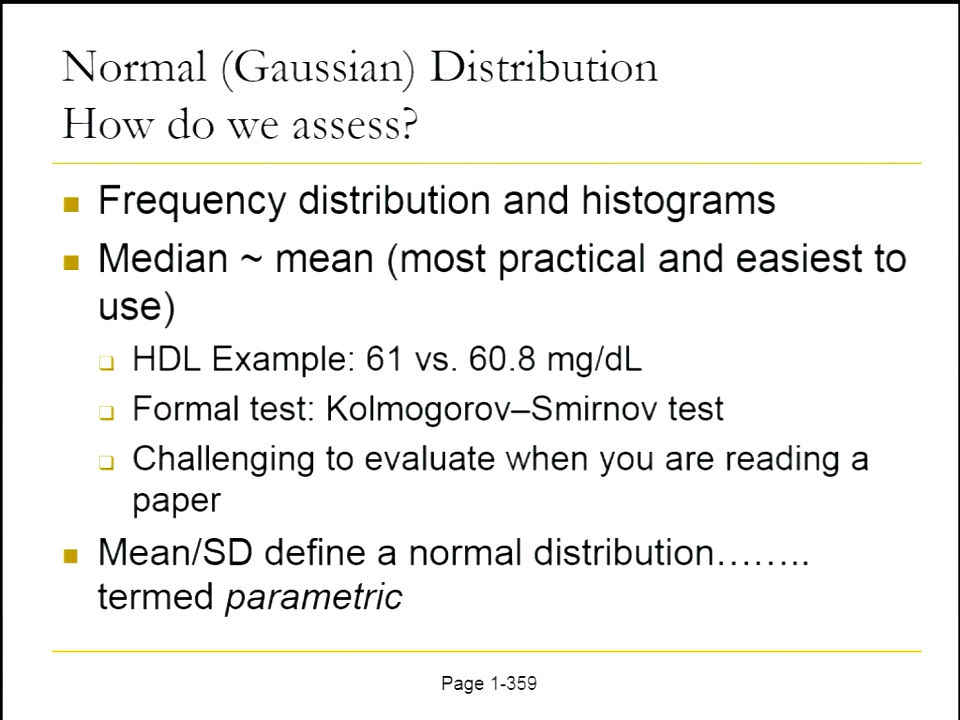 Normal (Gaussian) Distribution
How do we assess?
Frequency distribution and histograms
Median ~ mean (most practical and easiest to
use)
HDL Example: 61 vs. 60.8 mg/dL
Formal test: Kolmogorov–Smirnov test
Challenging to evaluate when you are reading a
paper
Mean/SD define a normal distribution……..
termed parametric
Page 1-359